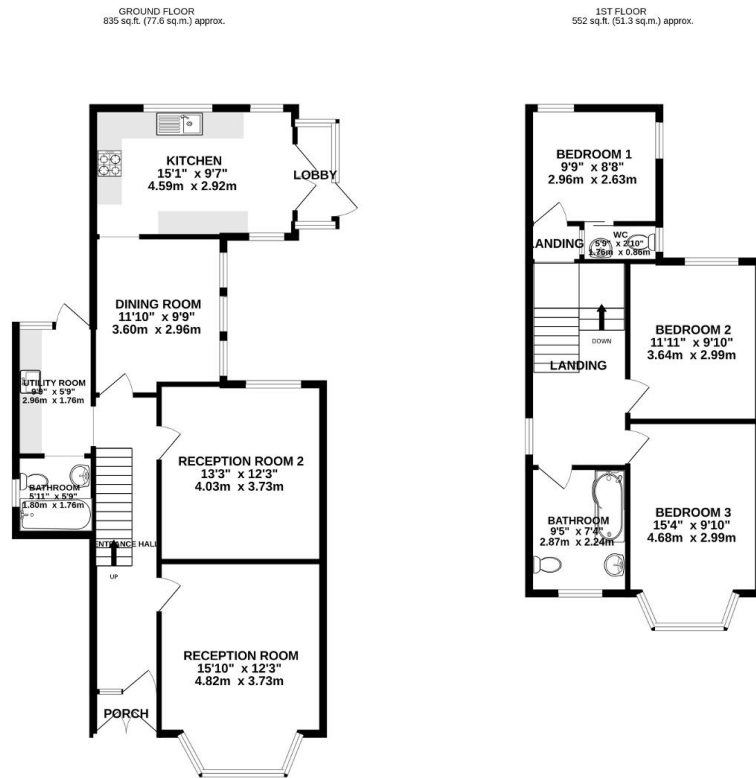 GROUND FLOOR
835 sq.ft. (77.6 sq.m.) approx.
KITCHEN
15'1" x 9'7"
4.59m x 2.92m
LOBBY
DINING ROOM
11'10" x 9'9"
3.60m x 2.96m
UTILITY ROOM
9'9" x 5'9"
2.96m x 1.76m
BATHROOM
5'11" x 5'9"
1.80m x 1.76m
RECEPTION ROOM 2
13'3" x 12'3"
4.03m x 3.73m
ENTRANCE HALL
UP
RECEPTION ROOM
15'10" x 12'3"
4.82m x 3.73m
PORCH
1ST FLOOR
552 sq.ft. (51.3 sq.m.) approx.
BEDROOM 1
9'9" x 8'8"
2.96m x 2.63m
LANDING
WC
5'9" x 2'10"
1.76m x 0.86m
BEDROOM 2
11'11" x 9'10"
3.64m x 2.99m
DOWN
LANDING
BEDROOM 3
15'4" x 9'10"
4.68m x 2.99m
BATHROOM
9'5" x 7'4"
2.87m x 2.24m